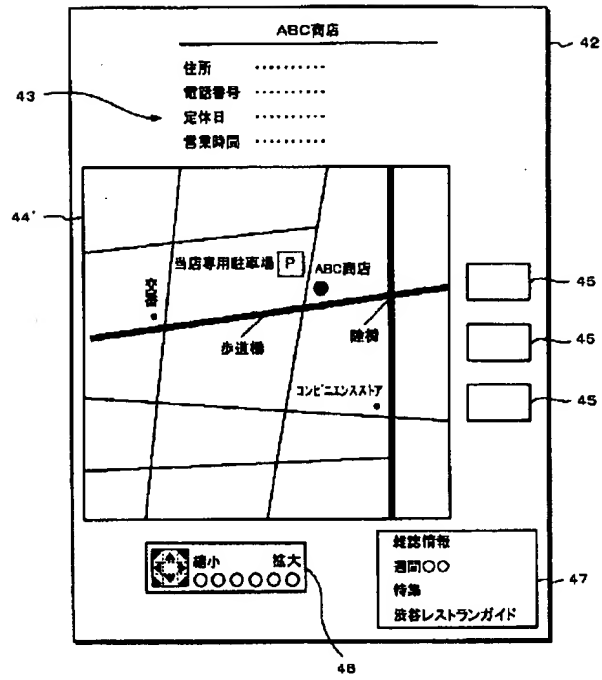 ABC商店
42
住所 ・・・・・・・・・
43
電話番号 ・・・・・・・・・
定休日 ・・・・・・・・・
営業時間 ・・・・・・・・・
44'
当店専用駐車場 P
ABC商店
45
歩道橋
陸橋
45
コンビニエンスストア
45
縮小 拡大
雑誌情報
週間○○
特集
渋谷レストランガイド
47
48